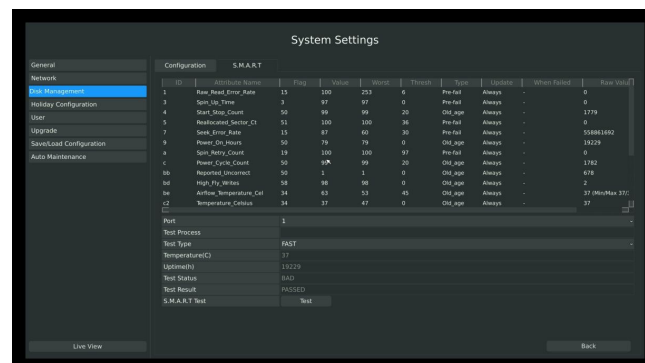 System Settings
General
Network
Disk Management
Holiday Configuration
User
Upgrade
Save/Load Configuration
Auto Maintenance
Live View
Configuration S.M.A.R.T
ID Attribute Name Flag Value Worst Thresh Type Update When Failed Raw Valu
1 Raw_Read_Error_Rate 15 100 253 6 Pre-fail Always - 0
3 Spin_Up_Time 3 97 97 0 Pre-fail Always - 0
4 Start_Stop_Count 50 99 99 20 Old_age Always - 1779
5 Reallocated_Sector_Ct 51 100 100 36 Pre-fail Always - 0
7 Seek_Error_Rate 15 87 60 30 Pre-fail Always - 558861692
9 Power_On_Hours 50 79 79 0 Old_age Always - 19229
a Spin_Retry_Count 19 100 100 97 Pre-fail Always - 0
c Power_Cycle_Count 50 99 99 20 Old_age Always - 1782
bb Reported_Uncorrect 50 1 1 0 Old_age Always - 678
bd High_Fly_Writes 58 98 98 0 Old_age Always - 2
be Airflow_Temperature_Cel 34 63 53 45 Old_age Always - 37 (Min/Max 37/
c2 Temperature_Celsius 34 37 47 0 Old_age Always - 37
Port 1
Test Process
Test Type FAST
Temperature(C) 37
Uptime(h) 19229
Test Status BAD
Test Result PASSED
S.M.A.R.T Test Test
Back